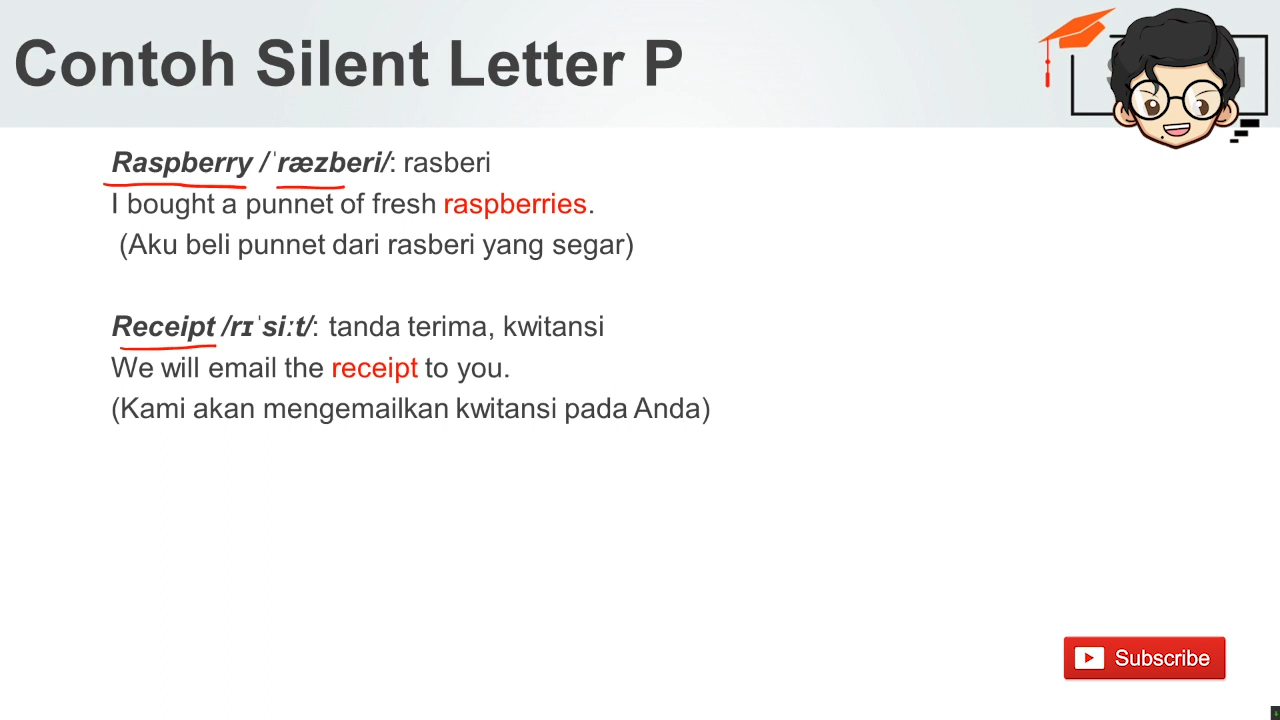 Contoh Silent Letter P
Raspberry /ˈræzberi/: rasberi
I bought a punnet of fresh raspberries.
(Aku beli punnet dari rasberi yang segar)
Receipt /rɪˈsiːt/: tanda terima, kwitansi
We will email the receipt to you.
(Kami akan mengemailkan kwitansi pada Anda)
Subscribe